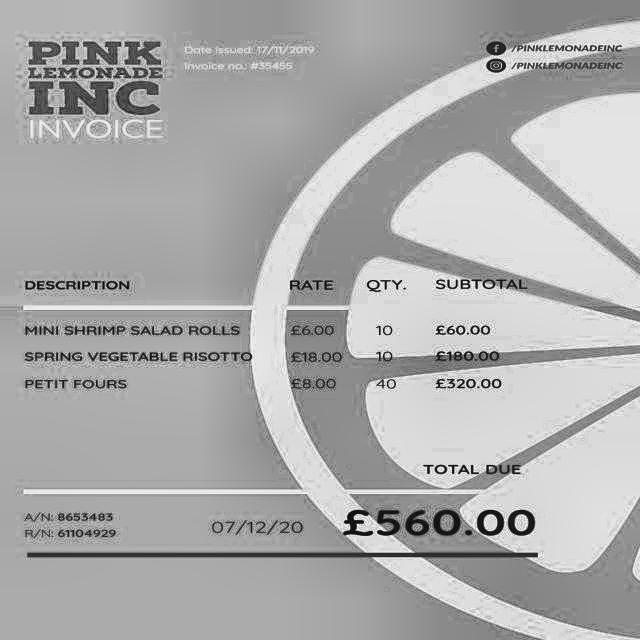 PINK
LEMONADE
INC
INVOICE
Date Issued: 17/11/2019
Invoice no.: #35455
/PINKLEMONADEINC
/PINKLEMONADEINC
DESCRIPTION RATE QTY. SUBTOTAL
MINI SHRIMP SALAD ROLLS £6.00 10 £60.00
SPRING VEGETABLE RISOTTO £18.00 10 £180.00
PETIT FOURS £8.00 40 £320.00
TOTAL DUE
A/N: 8653483
R/N: 61104929
07/12/20
£560.00